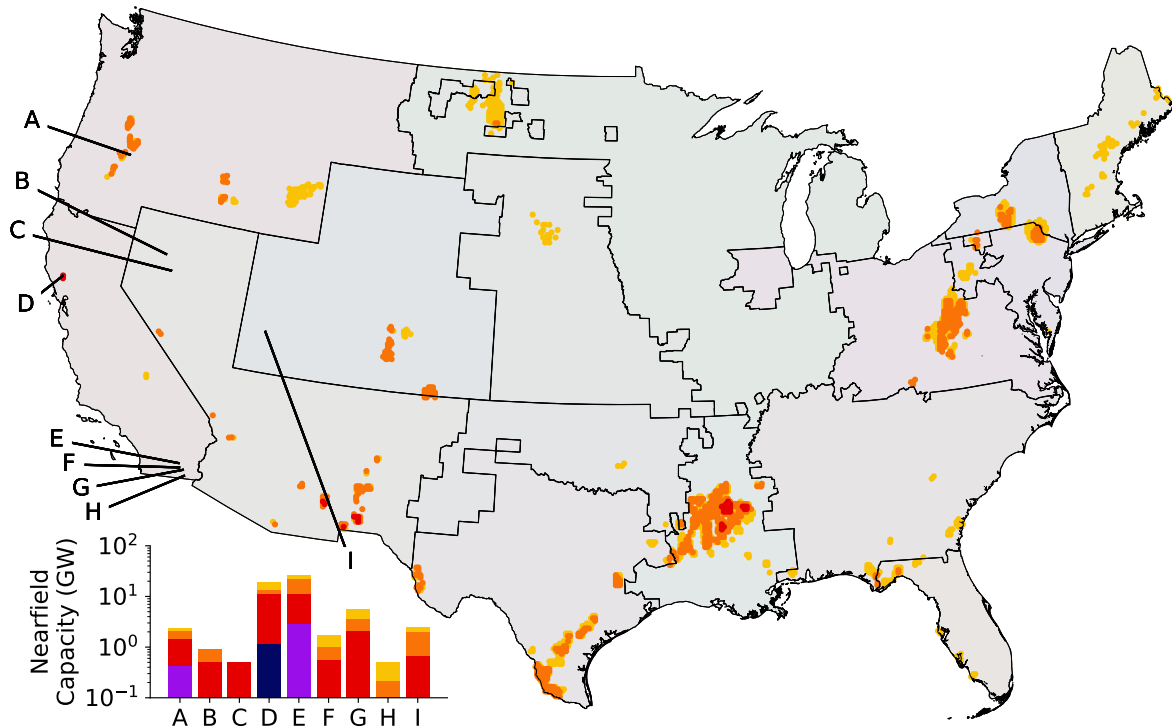 A
B
C
D
E
F
G
H
I
Nearfield
Capacity (GW)
10²
10¹
10⁰
10⁻¹
A B C D E F G H I